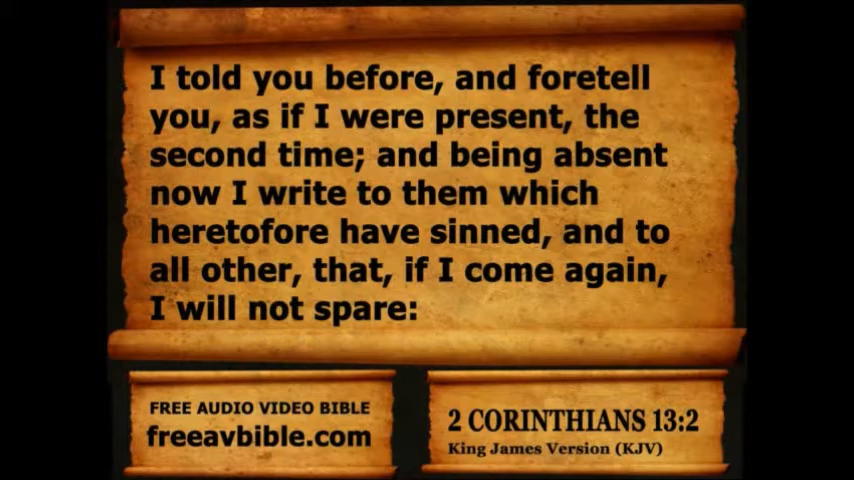 I told you before, and foretell
you, as if I were present, the
second time; and being absent
now I write to them which
heretofore have sinned, and to
all other, that, if I come again,
I will not spare:
FREE AUDIO VIDEO BIBLE
freeavbible.com
2 CORINTHIANS 13:2
King James Version (KJV)